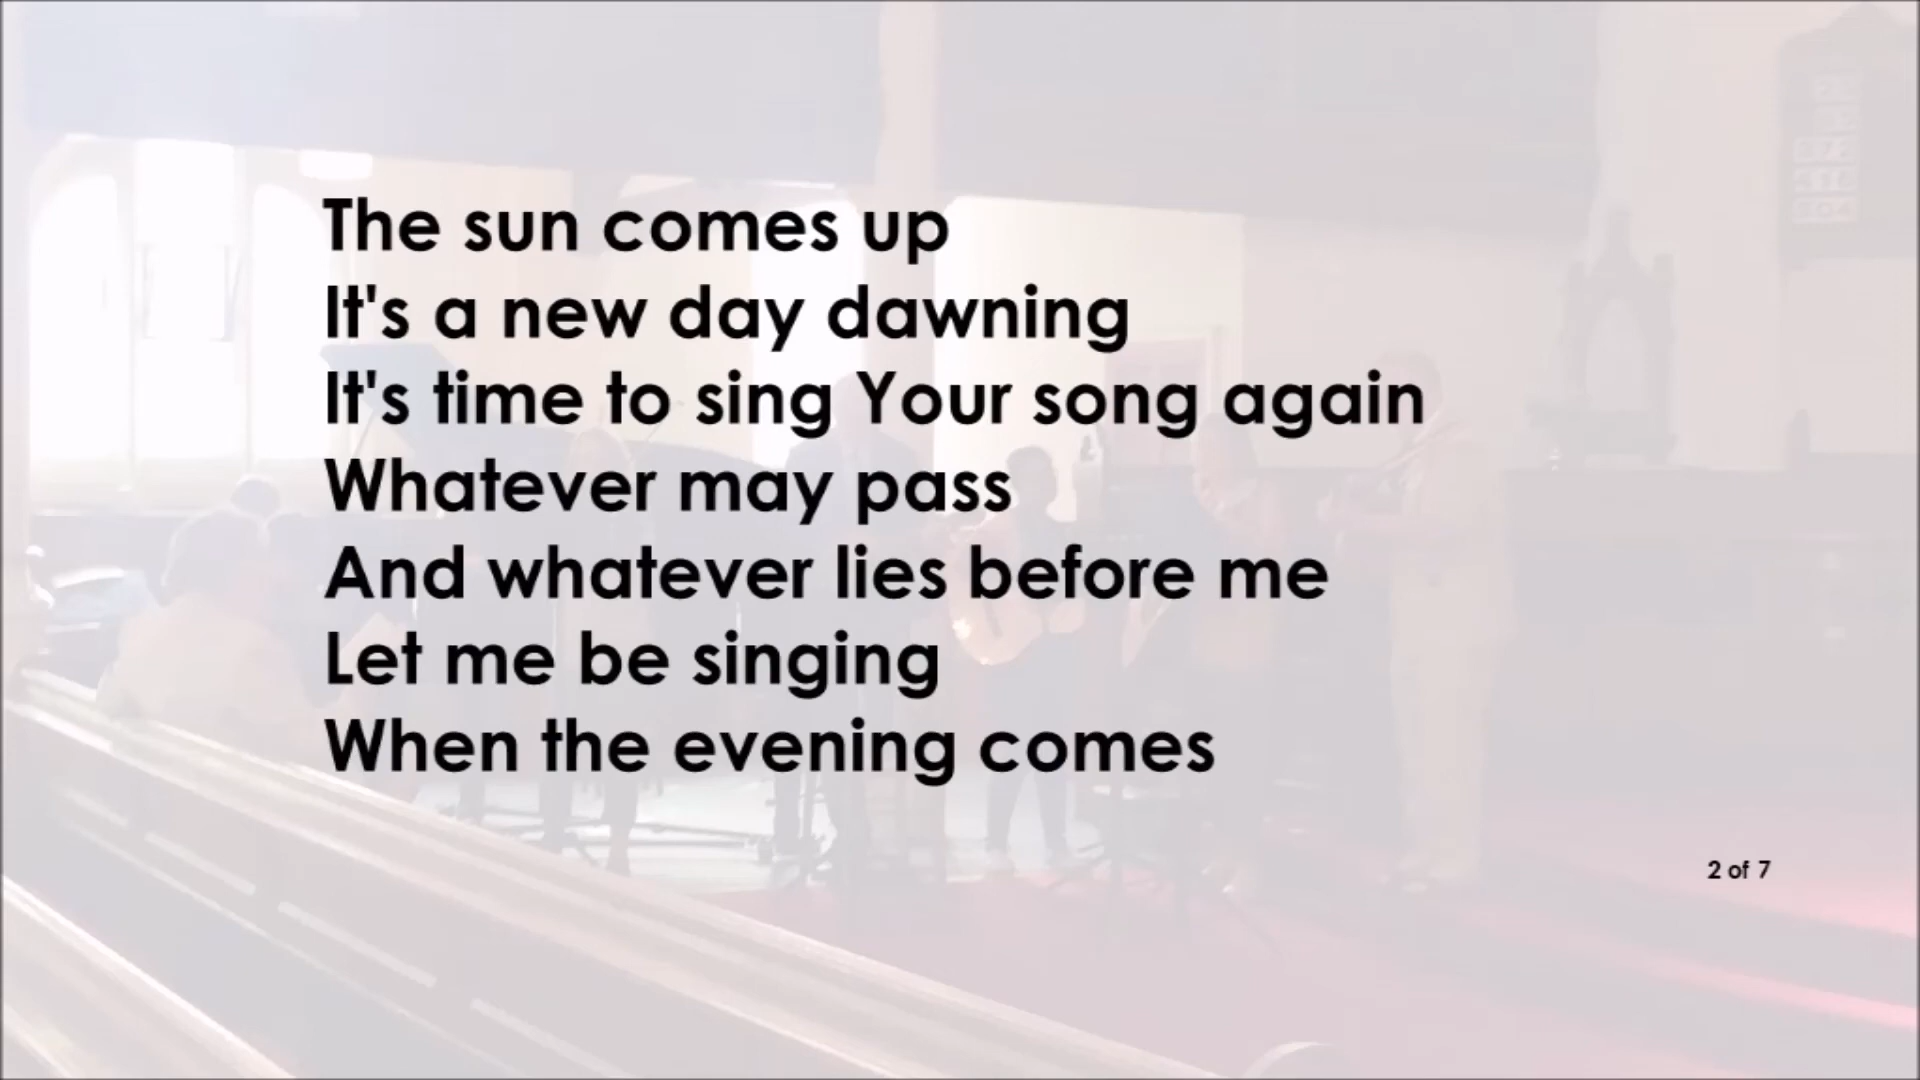 The sun comes up
It's a new day dawning
It's time to sing Your song again
Whatever may pass
And whatever lies before me
Let me be singing
When the evening comes
2 of 7